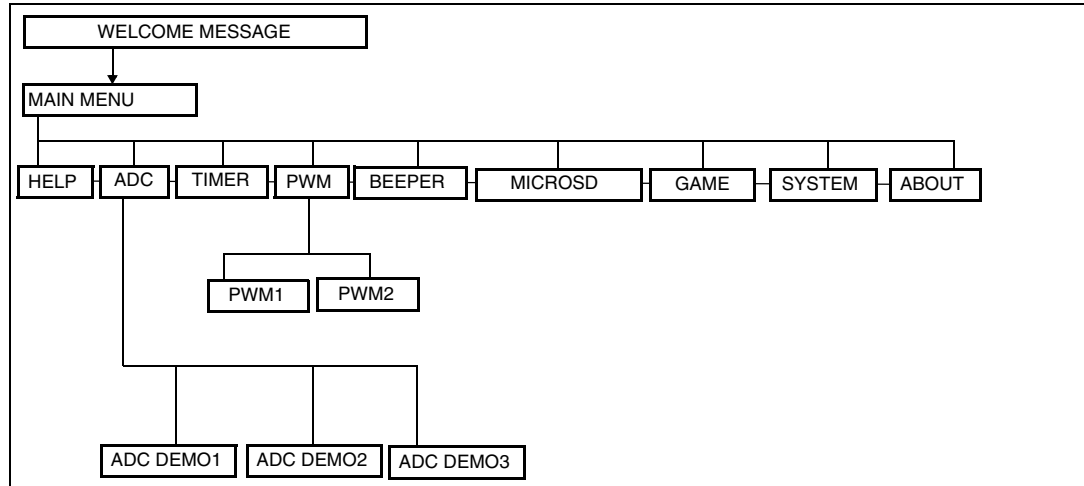 WELCOME MESSAGE
MAIN MENU
HELP ADC TIMER PWM BEEPER MICROSD GAME SYSTEM ABOUT
PWM1 PWM2
ADC DEMO1 ADC DEMO2 ADC DEMO3